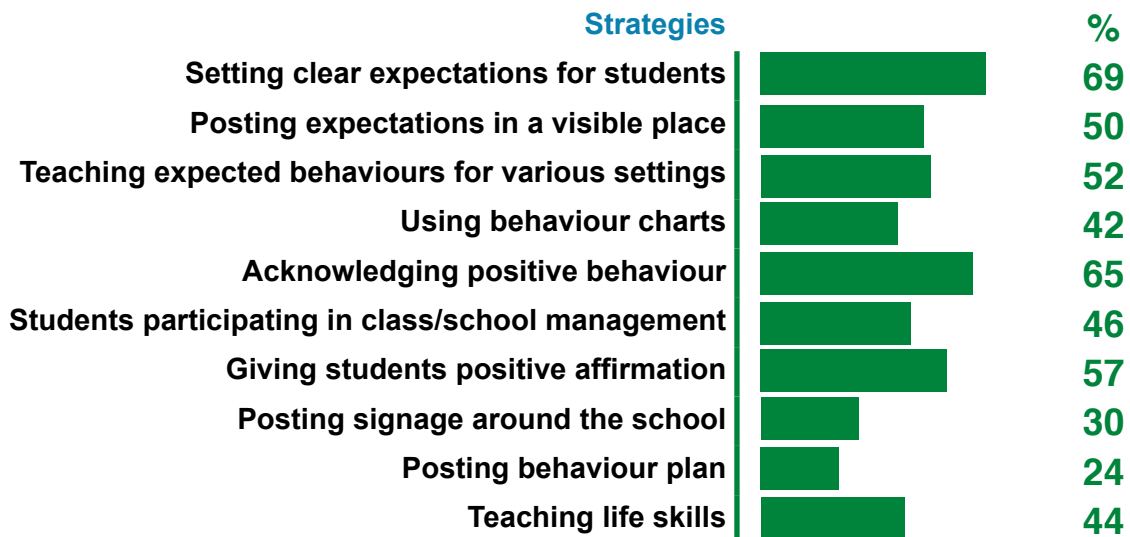 Strategies %
Setting clear expectations for students 69
Posting expectations in a visible place 50
Teaching expected behaviours for various settings 52
Using behaviour charts 42
Acknowledging positive behaviour 65
Students participating in class/school management 46
Giving students positive affirmation 57
Posting signage around the school 30
Posting behaviour plan 24
Teaching life skills 44